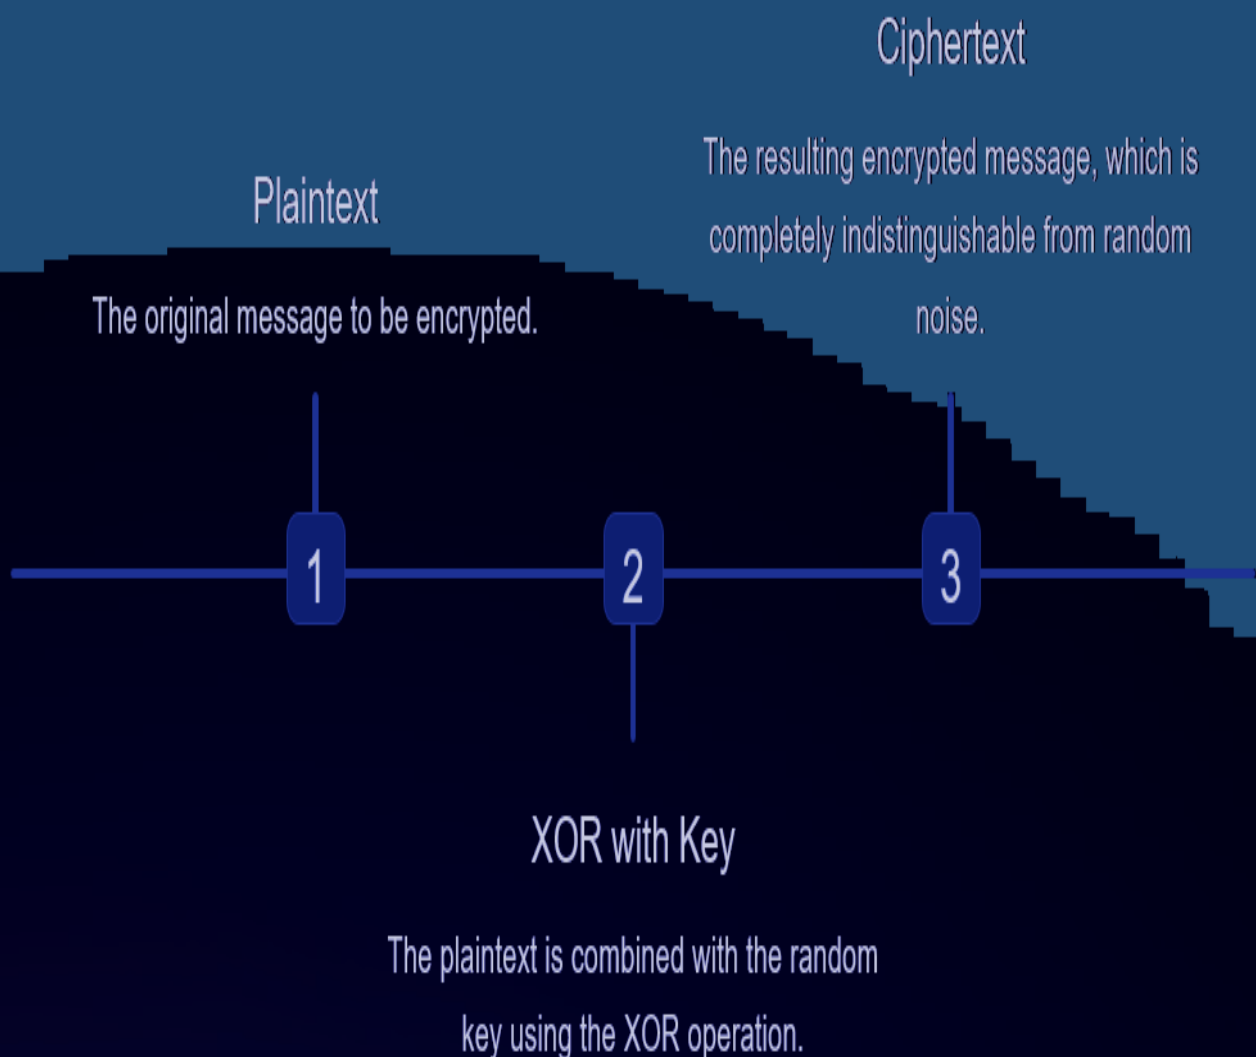 Plaintext
The original message to be encrypted.
1
2
XOR with Key
The plaintext is combined with the random
key using the XOR operation.
3
Ciphertext
The resulting encrypted message, which is
completely indistinguishable from random
noise.